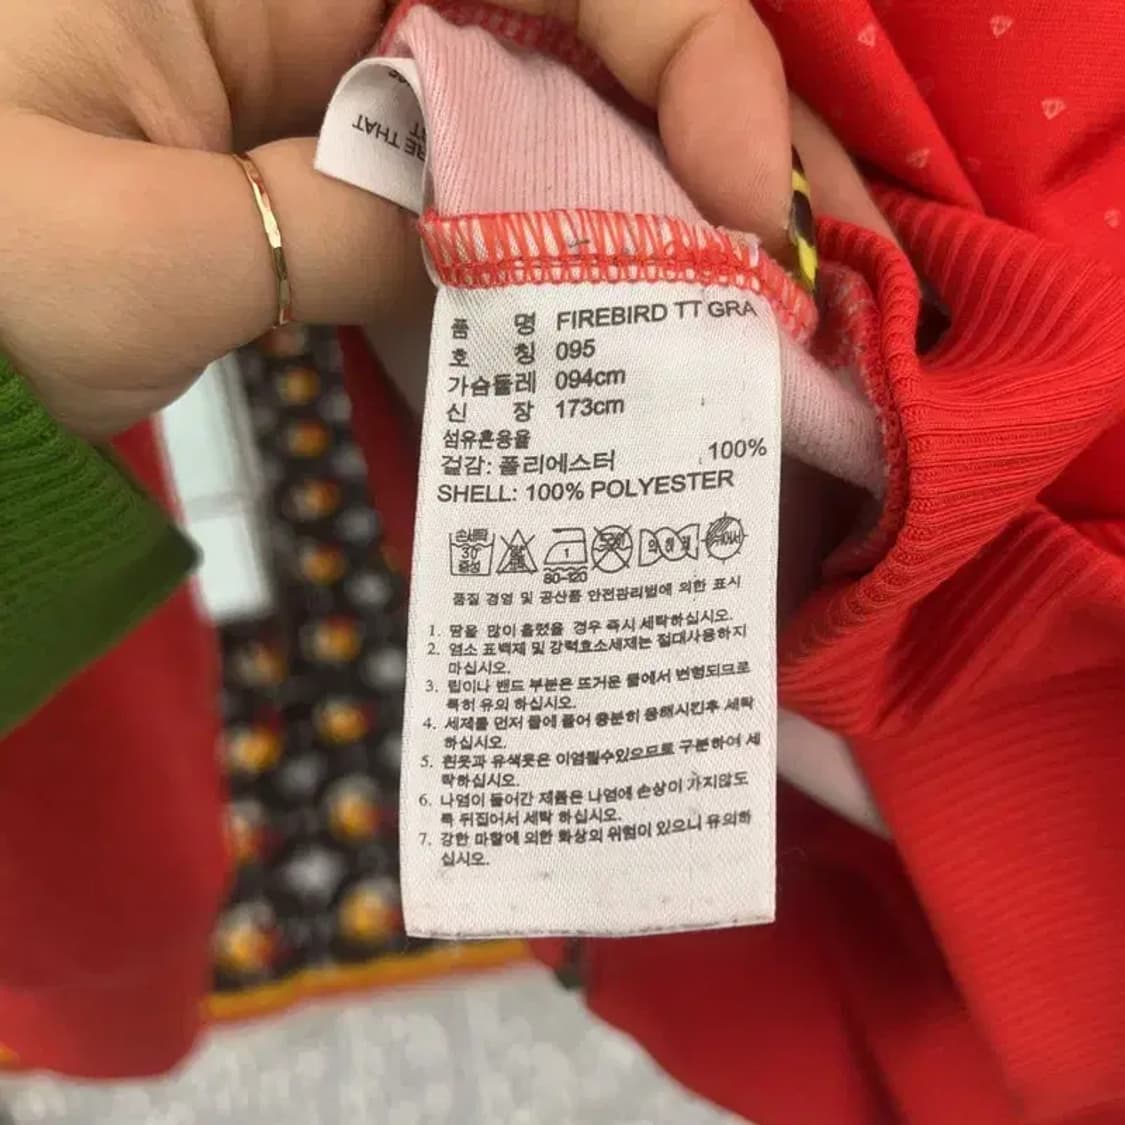 RE THAT
품 명 FIREBIRD TT GRA
호 칭 095
가슴둘레 094cm
신 장 173cm
섬유혼용율
겉감: 폴리에스터 100%
SHELL: 100% POLYESTER
손세탁
30
중성
1
80-120
품질 경영 및 공산품 안전관리법에 의한 표시
1. 땀을 많이 흘렸을 경우 즉시 세탁하십시오.
2. 염소 표백제 및 강력효소세제는 절대사용하지
마십시오.
3. 립이나 밴드 부분은 뜨거운 물에서 변형되므로
특히 유의 하십시오.
4. 세제를 먼저 물에 풀어 충분히 용해시킨후 세탁
하십시오.
5. 흰옷과 유색옷은 이염될수있으므로 구분하여 세
탁하십시오.
6. 나염이 들어간 제품은 나염에 손상이 가지않도
록 뒤집어서 세탁 하십시오.
7. 강한 마찰에 의한 화상의 위험이 있으니 유의하
십시오.